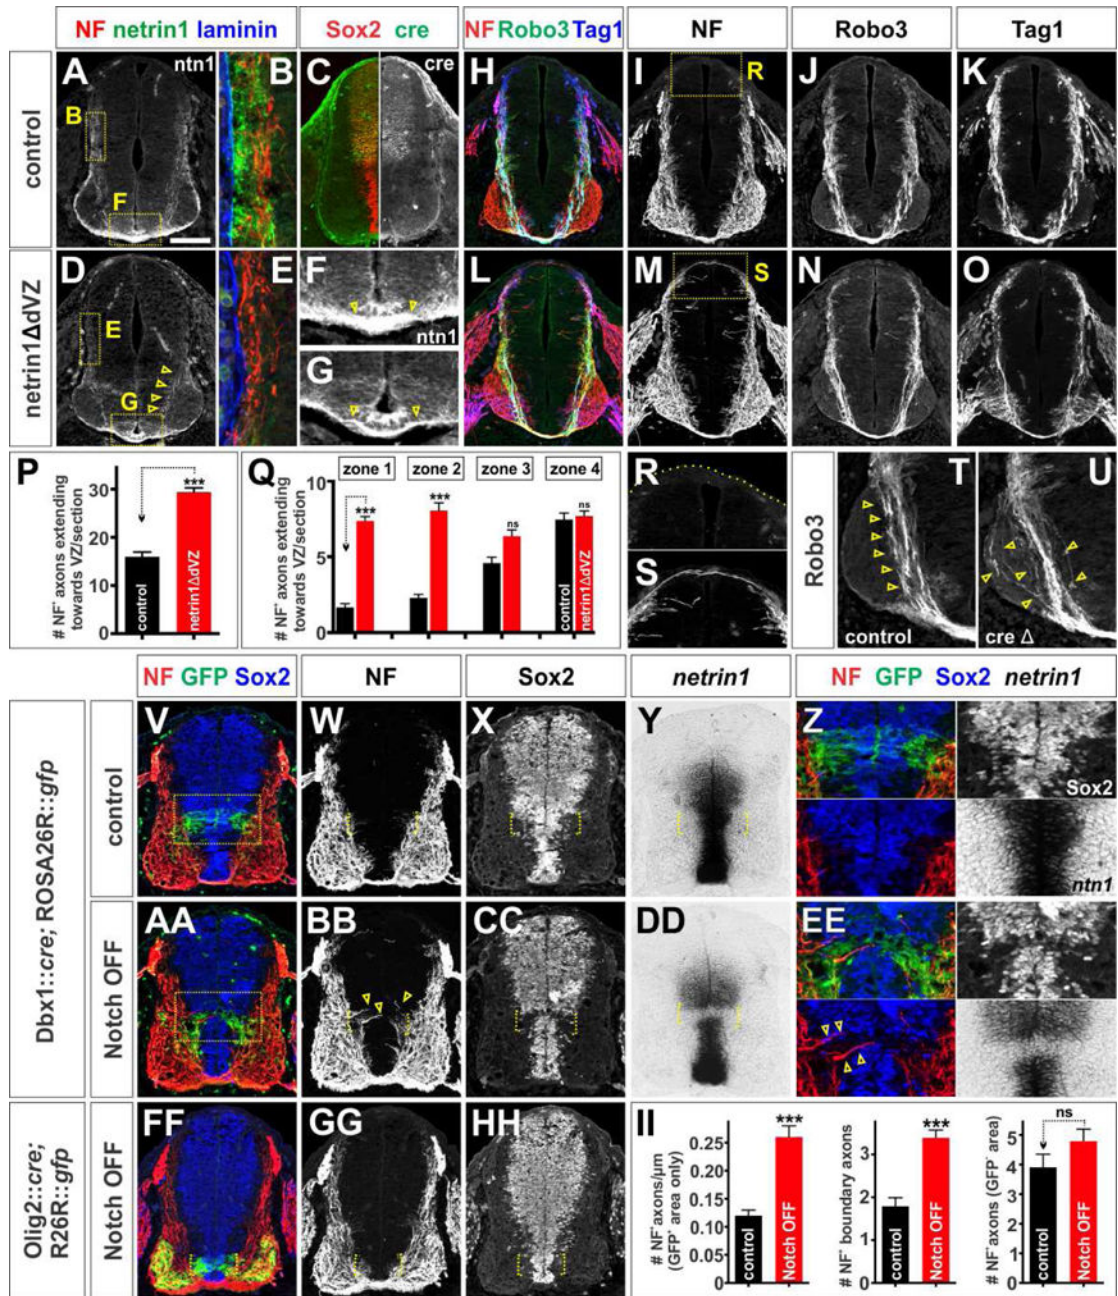 NF netrin1 laminin
Sox2 cre
NF Robo3 Tag1
NF
Robo3
Tag1
control
A
ntn1
B
F
B
C
cre
H
I
R
J
K
netrin1ΔdVZ
D
E
G
E
F
ntn1
G
L
M
S
N
O
P
# NF⁺ axons extending
towards VZ/section
30
20
10
0
***
control
netrin1ΔdVZ
Q
zone 1
zone 2
zone 3
zone 4
# NF⁺ axons extending
towards VZ/section
10
5
0
***
***
ns
ns
control
netrin1ΔdVZ
R
S
Robo3
T
control
U
cre Δ
NF GFP Sox2
NF
Sox2
netrin1
NF GFP Sox2 netrin1
Dbx1::cre; ROSA26R::gfp
control
V
W
X
Y
Z
Sox2
ntn1
Notch OFF
AA
BB
CC
DD
EE
Olig2::cre;
R26R::gfp
Notch OFF
FF
GG
HH
II
# NF⁺ axons/μm
(GFP⁺ area only)
0.25
0.20
0.15
0.10
0.05
0
***
control
Notch OFF
# NF⁺ boundary axons
4
2
0
***
control
Notch OFF
# NF⁺ axons (GFP⁻ area)
5
4
3
2
1
0
ns
control
Notch OFF